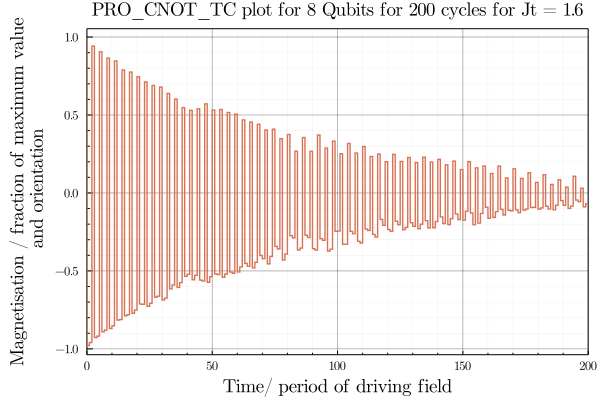 PRO_CNOT_TC plot for 8 Qubits for 200 cycles for Jt = 1.6
Magnetisation / fraction of maximum value
and orientation
1.0
0.5
0.0
−0.5
−1.0
0
50
100
150
200
Time/ period of driving field